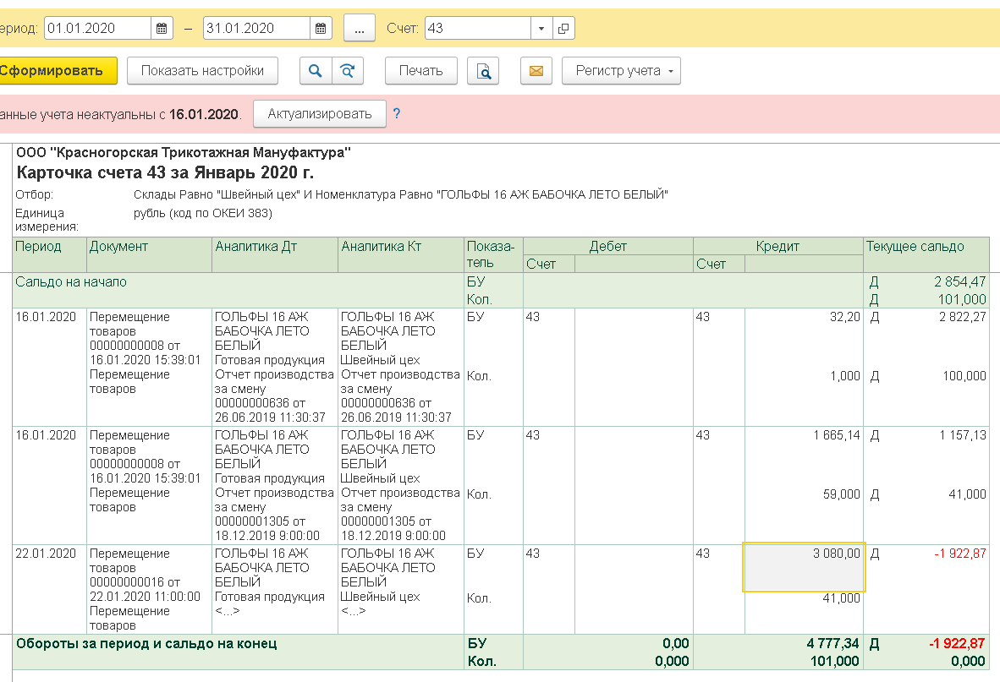 ериод: 01.01.2020 – 31.01.2020 ... Счет: 43
Сформировать Показать настройки Печать Регистр учета
анные учета неактуальны с 16.01.2020. Актуализировать ?
ООО "Красногорская Трикотажная Мануфактура"
Карточка счета 43 за Январь 2020 г.
Отбор: Склады Равно "Швейный цех" И Номенклатура Равно "ГОЛЬФЫ 16 АЖ БАБОЧКА ЛЕТО БЕЛЫЙ"
Единица рубль (код по ОКЕИ 383)
измерения:
Период Документ Аналитика Дт Аналитика Кт Показа- Дебет Кредит Текущее сальдо
тель Счет Счет
Сальдо на начало БУ Д 2 854,47
Кол. Д 101,000
16.01.2020 Перемещение ГОЛЬФЫ 16 АЖ ГОЛЬФЫ 16 АЖ БУ 43 43 32,20 Д 2 822,27
товаров БАБОЧКА ЛЕТО БАБОЧКА ЛЕТО
00000000008 от БЕЛЫЙ БЕЛЫЙ
16.01.2020 15:39:01 Готовая продукция Швейный цех
Перемещение Отчет производства Отчет производства Кол. 1,000 Д 100,000
товаров за смену за смену
00000000636 от 00000000636 от
26.06.2019 11:30:37 26.06.2019 11:30:37
16.01.2020 Перемещение ГОЛЬФЫ 16 АЖ ГОЛЬФЫ 16 АЖ БУ 43 43 1 665,14 Д 1 157,13
товаров БАБОЧКА ЛЕТО БАБОЧКА ЛЕТО
00000000008 от БЕЛЫЙ БЕЛЫЙ
16.01.2020 15:39:01 Готовая продукция Швейный цех
Перемещение Отчет производства Отчет производства Кол. 59,000 Д 41,000
товаров за смену за смену
00000001305 от 00000001305 от
18.12.2019 9:00:00 18.12.2019 9:00:00
22.01.2020 Перемещение ГОЛЬФЫ 16 АЖ ГОЛЬФЫ 16 АЖ БУ 43 43 3 080,00 Д -1 922,87
товаров БАБОЧКА ЛЕТО БАБОЧКА ЛЕТО
00000000016 от БЕЛЫЙ БЕЛЫЙ
22.01.2020 11:00:00 Готовая продукция Швейный цех Кол. 41,000
Перемещение <...> <...>
товаров
Обороты за период и сальдо на конец БУ 0,00 4 777,34 Д -1 922,87
Кол. 0,000 101,000 0,000